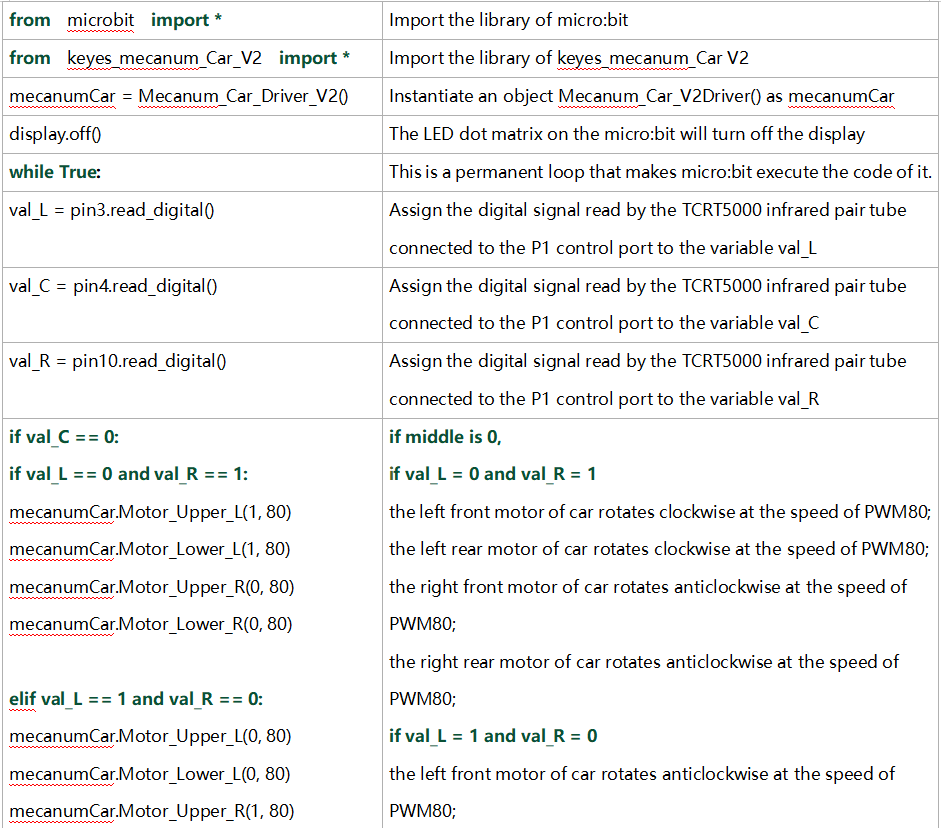 from microbit import *
Import the library of micro:bit
from keyes_mecanum_Car_V2 import *
Import the library of keyes_mecanum_Car V2
mecanumCar = Mecanum_Car_Driver_V2()
Instantiate an object Mecanum_Car_V2Driver() as mecanumCar
display.off()
The LED dot matrix on the micro:bit will turn off the display
while True:
This is a permanent loop that makes micro:bit execute the code of it.
val_L = pin3.read_digital()
Assign the digital signal read by the TCRT5000 infrared pair tube
connected to the P1 control port to the variable val_L
val_C = pin4.read_digital()
Assign the digital signal read by the TCRT5000 infrared pair tube
connected to the P1 control port to the variable val_C
val_R = pin10.read_digital()
Assign the digital signal read by the TCRT5000 infrared pair tube
connected to the P1 control port to the variable val_R
if val_C == 0:
if val_L == 0 and val_R == 1:
mecanumCar.Motor_Upper_L(1, 80)
mecanumCar.Motor_Lower_L(1, 80)
mecanumCar.Motor_Upper_R(0, 80)
mecanumCar.Motor_Lower_R(0, 80)
elif val_L == 1 and val_R == 0:
mecanumCar.Motor_Upper_L(0, 80)
mecanumCar.Motor_Lower_L(0, 80)
mecanumCar.Motor_Upper_R(1, 80)
if middle is 0,
if val_L = 0 and val_R = 1
the left front motor of car rotates clockwise at the speed of PWM80;
the left rear motor of car rotates clockwise at the speed of PWM80;
the right front motor of car rotates anticlockwise at the speed of
PWM80;
the right rear motor of car rotates anticlockwise at the speed of
PWM80;
if val_L = 1 and val_R = 0
the left front motor of car rotates anticlockwise at the speed of
PWM80;